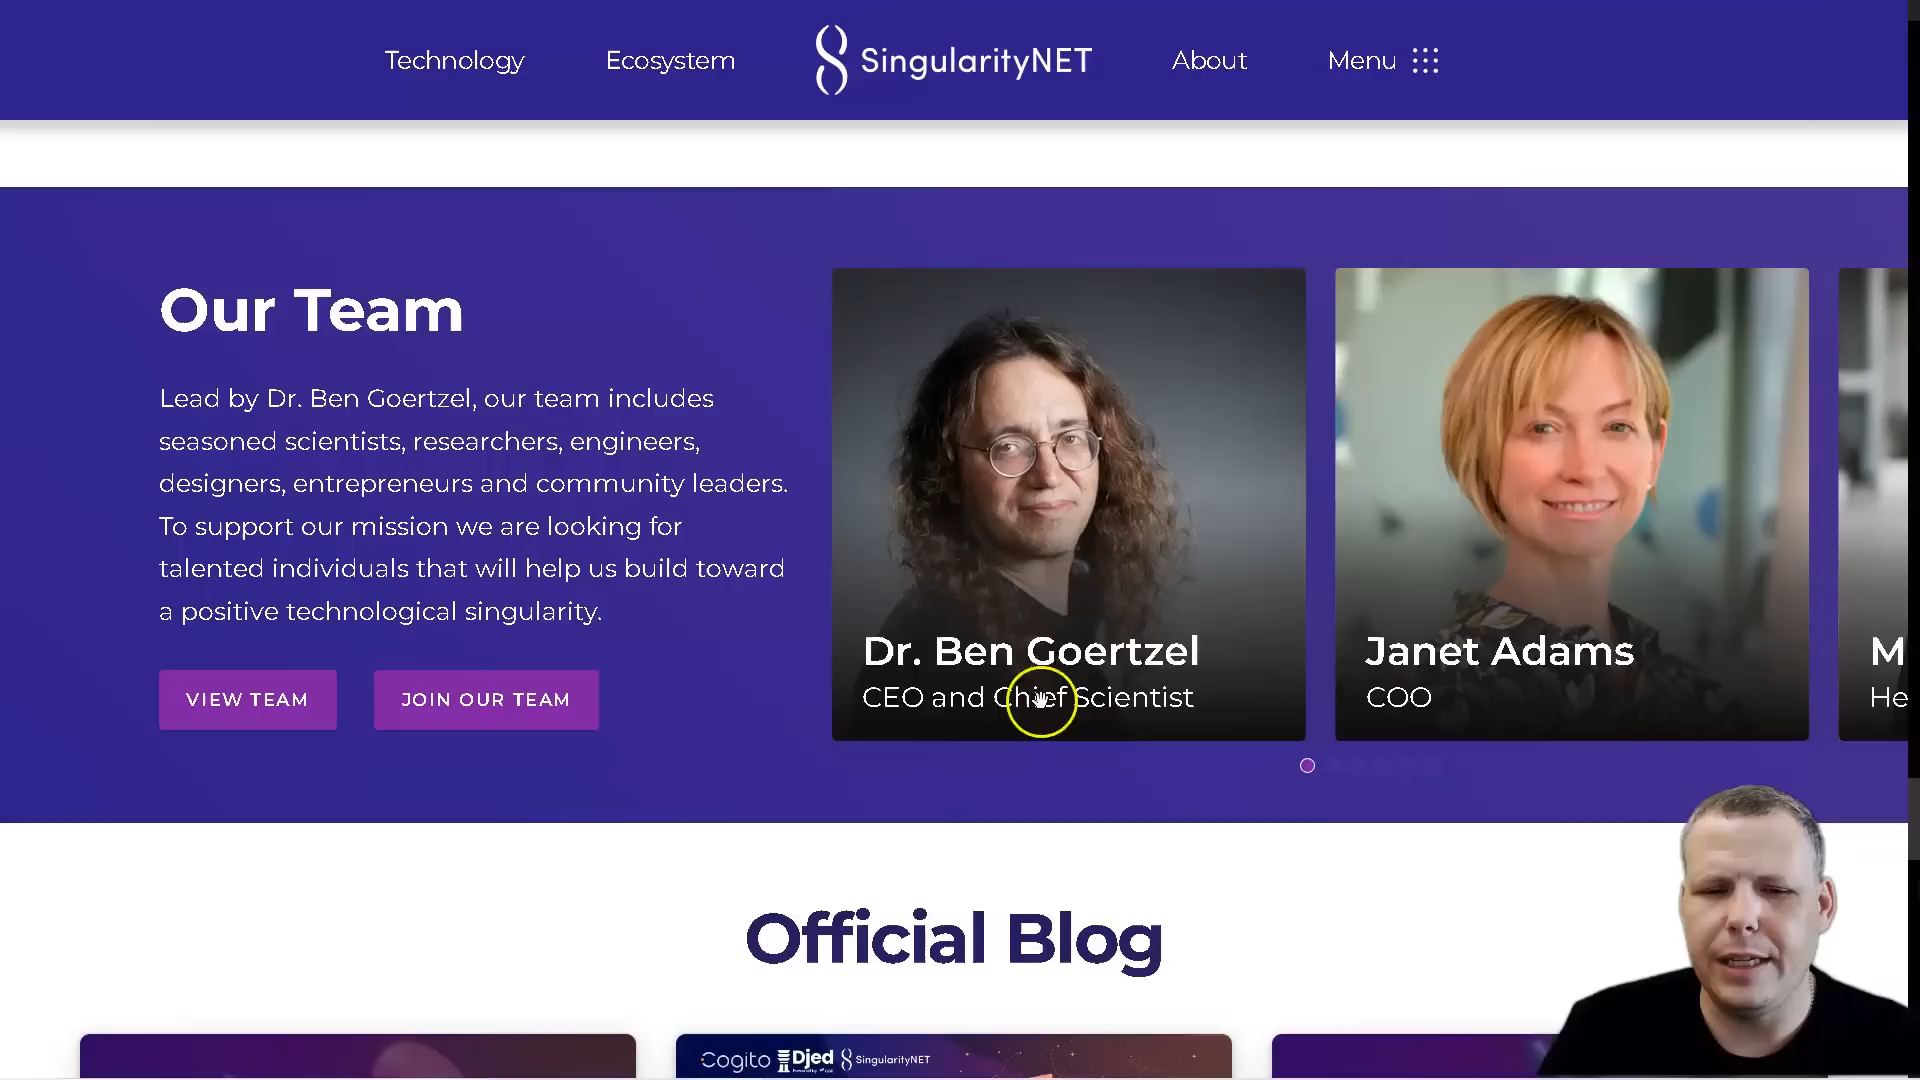 Technology
Ecosystem
SingularityNET
About
Menu
Our Team
Lead by Dr. Ben Goertzel, our team includes
seasoned scientists, researchers, engineers,
designers, entrepreneurs and community leaders.
To support our mission we are looking for
talented individuals that will help us build toward
a positive technological singularity.
VIEW TEAM
JOIN OUR TEAM
Dr. Ben Goertzel
CEO and Chief Scientist
Janet Adams
COO
M
He
Official Blog
Cogito Djed SingularityNET